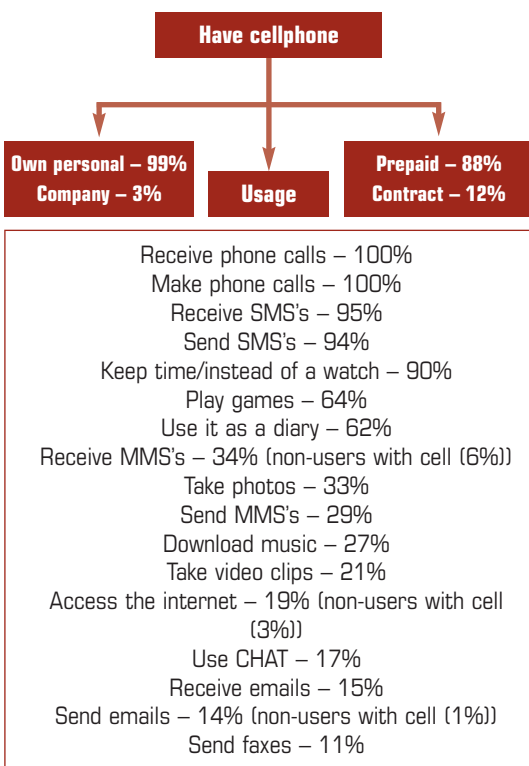 Have cellphone
Own personal – 99%
Company – 3%
Usage
Prepaid – 88%
Contract – 12%
Receive phone calls – 100%
Make phone calls – 100%
Receive SMS's – 95%
Send SMS's – 94%
Keep time/instead of a watch – 90%
Play games – 64%
Use it as a diary – 62%
Receive MMS's – 34% (non-users with cell (6%))
Take photos – 33%
Send MMS's – 29%
Download music – 27%
Take video clips – 21%
Access the internet – 19% (non-users with cell
(3%))
Use CHAT – 17%
Receive emails – 15%
Send emails – 14% (non-users with cell (1%))
Send faxes – 11%